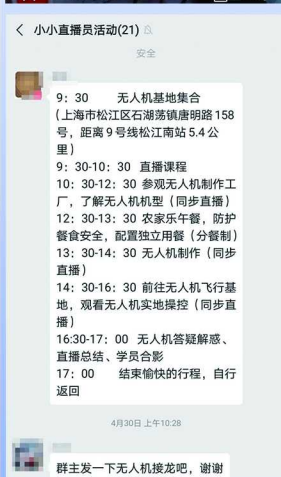 小小直播员活动(21)
安全
9：30 无人机基地集合
(上海市松江区石湖荡镇唐明路158
号，距离9号线松江南站5.4公
里)
9：30-10：30 直播课程
10：30-12：30 参观无人机制作工
厂，了解无人机机型（同步直播）
12：30-13：30 农家乐午餐，防护
餐食安全，配置独立用餐（分餐制）
13：30-14：30 无人机制作（同步
直播）
14：30-16：30 前往无人机飞行基
地，观看无人机实地操控（同步直
播）
16:30-17：00 无人机答疑解惑、
直播总结、学员合影
17：00 结束愉快的行程，自行
返回
4月30日 上午10:28
群主发一下无人机接龙吧，谢谢